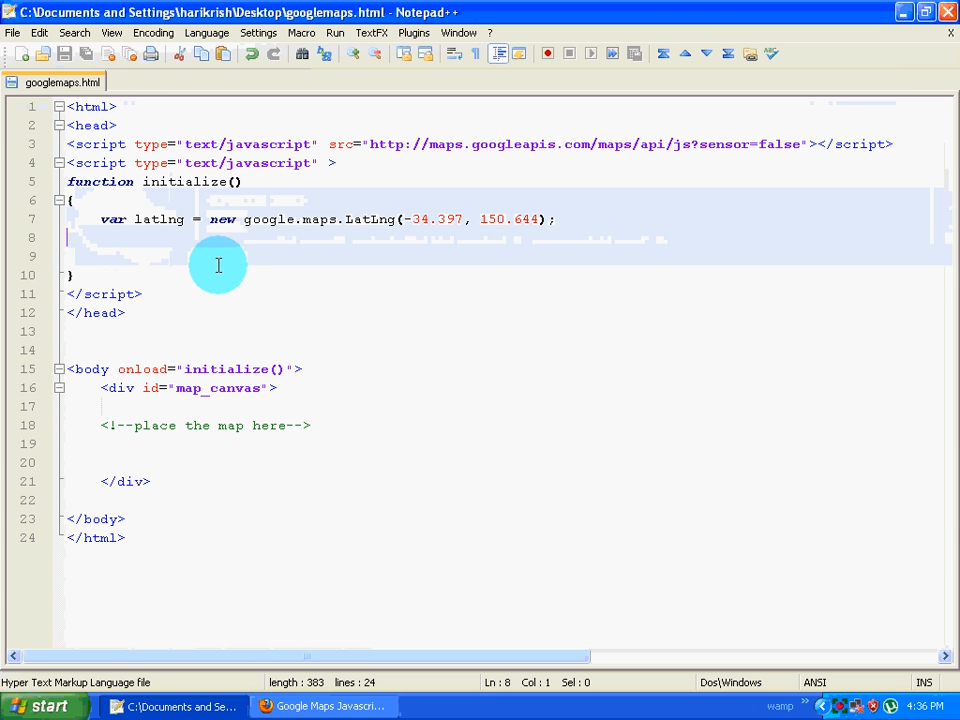 C:\Documents and Settings\harikrish\Desktop\googlemaps.html - Notepad++
File Edit Search View Encoding Language Settings Macro Run TextFX Plugins Window ? X
googlemaps.html
1 <html>
2 <head>
3 <script type="text/javascript" src="http://maps.googleapis.com/maps/api/js?sensor=false"></script>
4 <script type="text/javascript" >
5 function initialize()
6 {
7 var latlng = new google.maps.LatLng(-34.397, 150.644);
8
9
10 }
11 </script>
12 </head>
13
14
15 <body onload="initialize()">
16 <div id="map_canvas">
17
18 <!--place the map here-->
19
20
21 </div>
22
23 </body>
24 </html>
Hyper Text Markup Language file length : 383 lines : 24 Ln : 8 Col : 1 Sel : 0 Dos\Windows ANSI INS
start C:\Documents and Se... Google Maps Javascri... wamp 4:36 PM